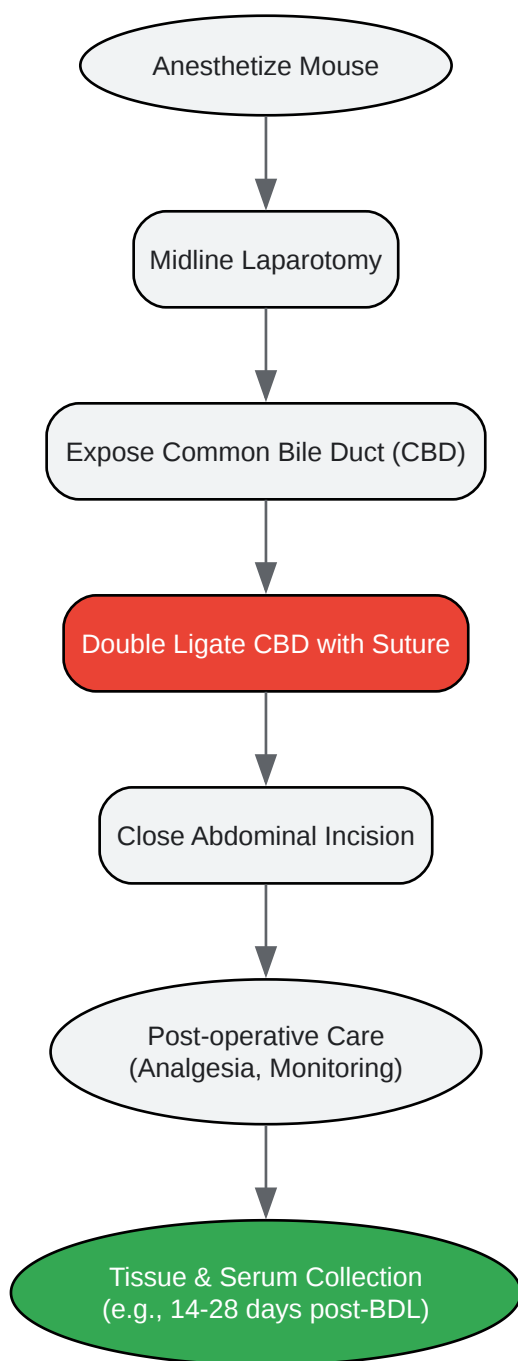 Anesthetize Mouse
Midline Laparotomy
Expose Common Bile Duct (CBD)
Double Ligate CBD with Suture
Close Abdominal Incision
Post-operative Care
(Analgesia, Monitoring)
Tissue & Serum Collection
(e.g., 14-28 days post-BDL)